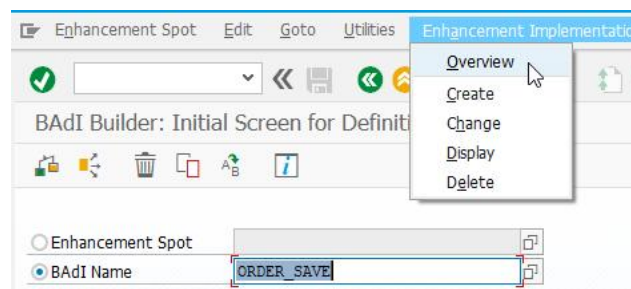 Enhancement Spot Edit Goto Utilities Enhancement Implementatio
Overview
Create
BAdI Builder: Initial Screen for Definiti
Change
Display
Delete
Enhancement Spot
BAdI Name ORDER_SAVE